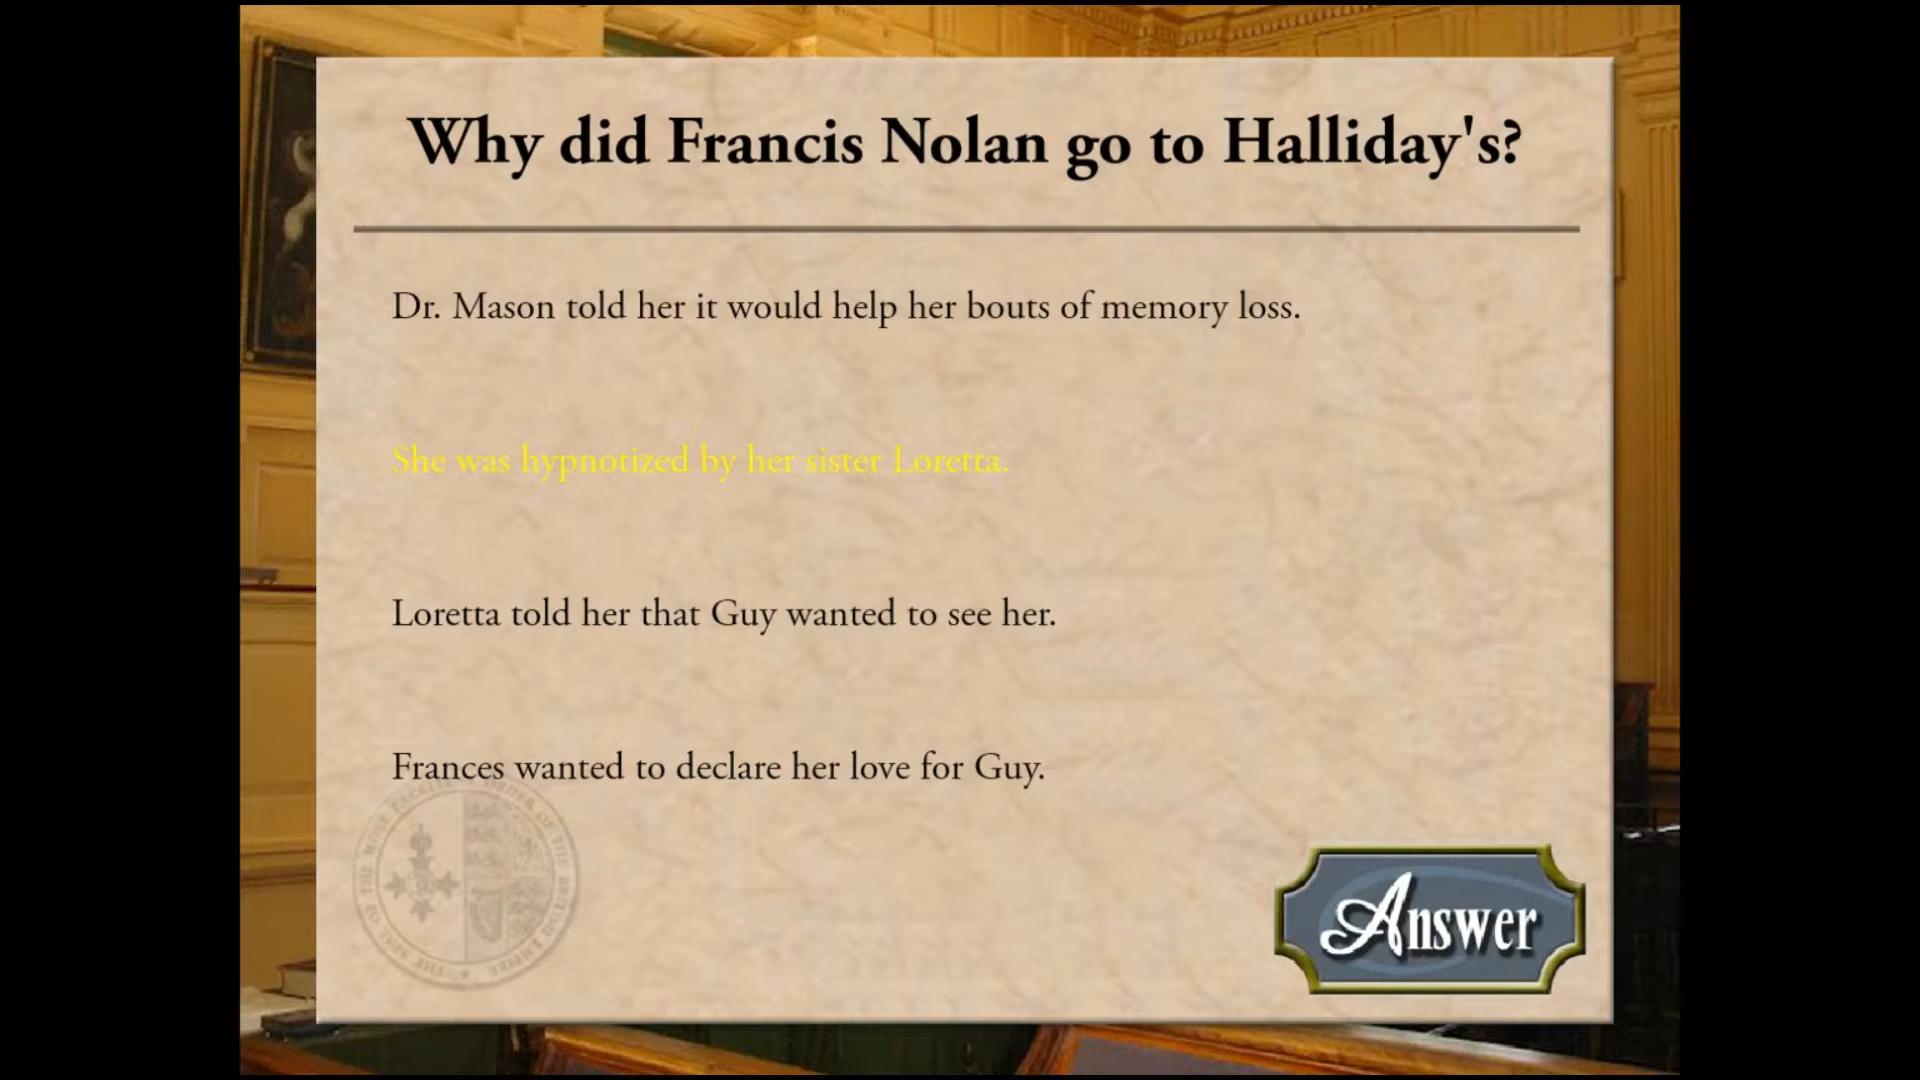 Why did Francis Nolan go to Halliday's?
Dr. Mason told her it would help her bouts of memory loss.
She was hypnotized by her sister Loretta.
Loretta told her that Guy wanted to see her.
Frances wanted to declare her love for Guy.
Answer